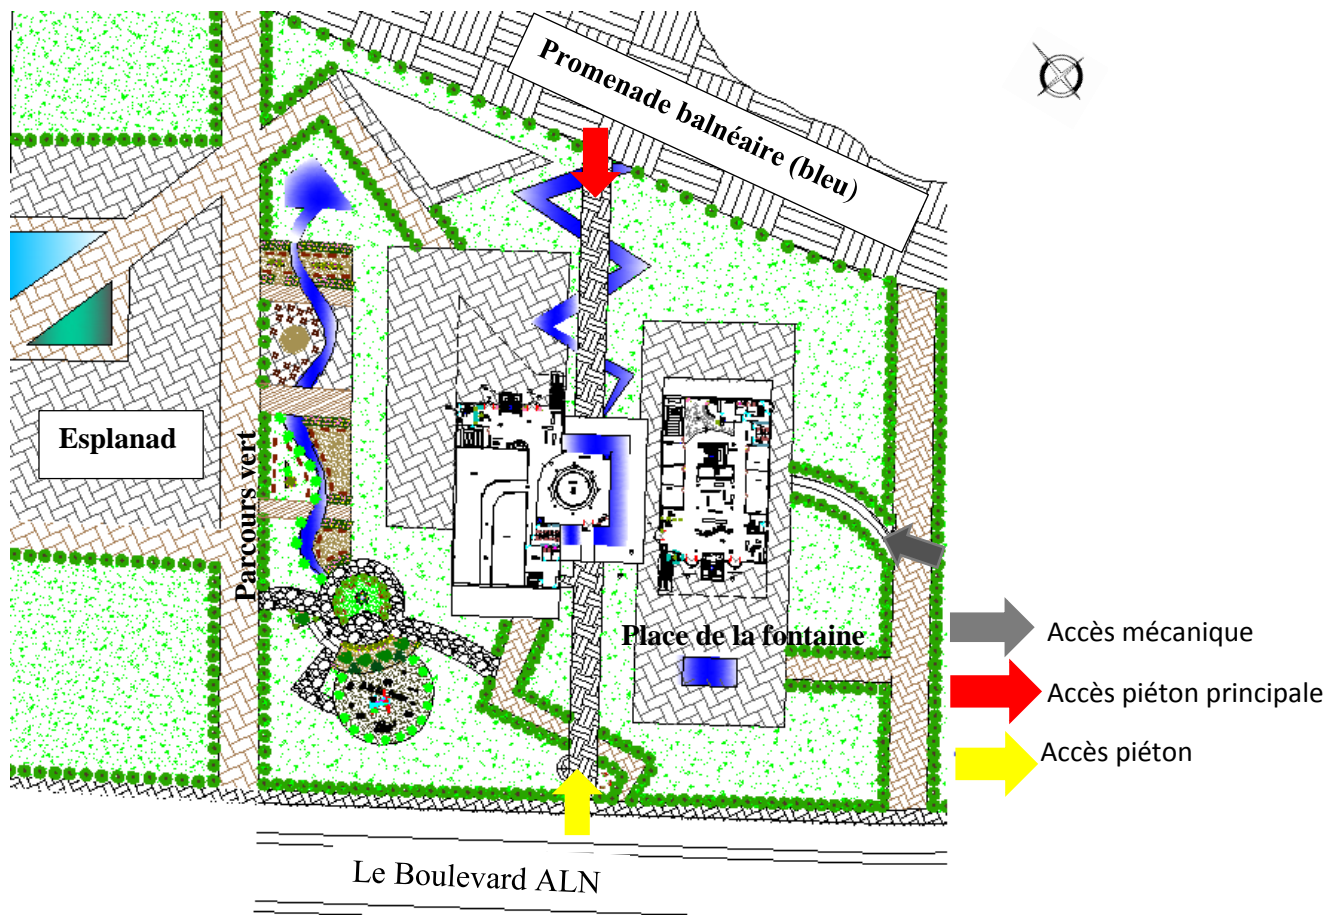 Promenade balnéaire (bleu)
Esplanad
Parcours vert
Place de la fontaine
Accès mécanique
Accès piéton principale
Accès piéton
Le Boulevard ALN